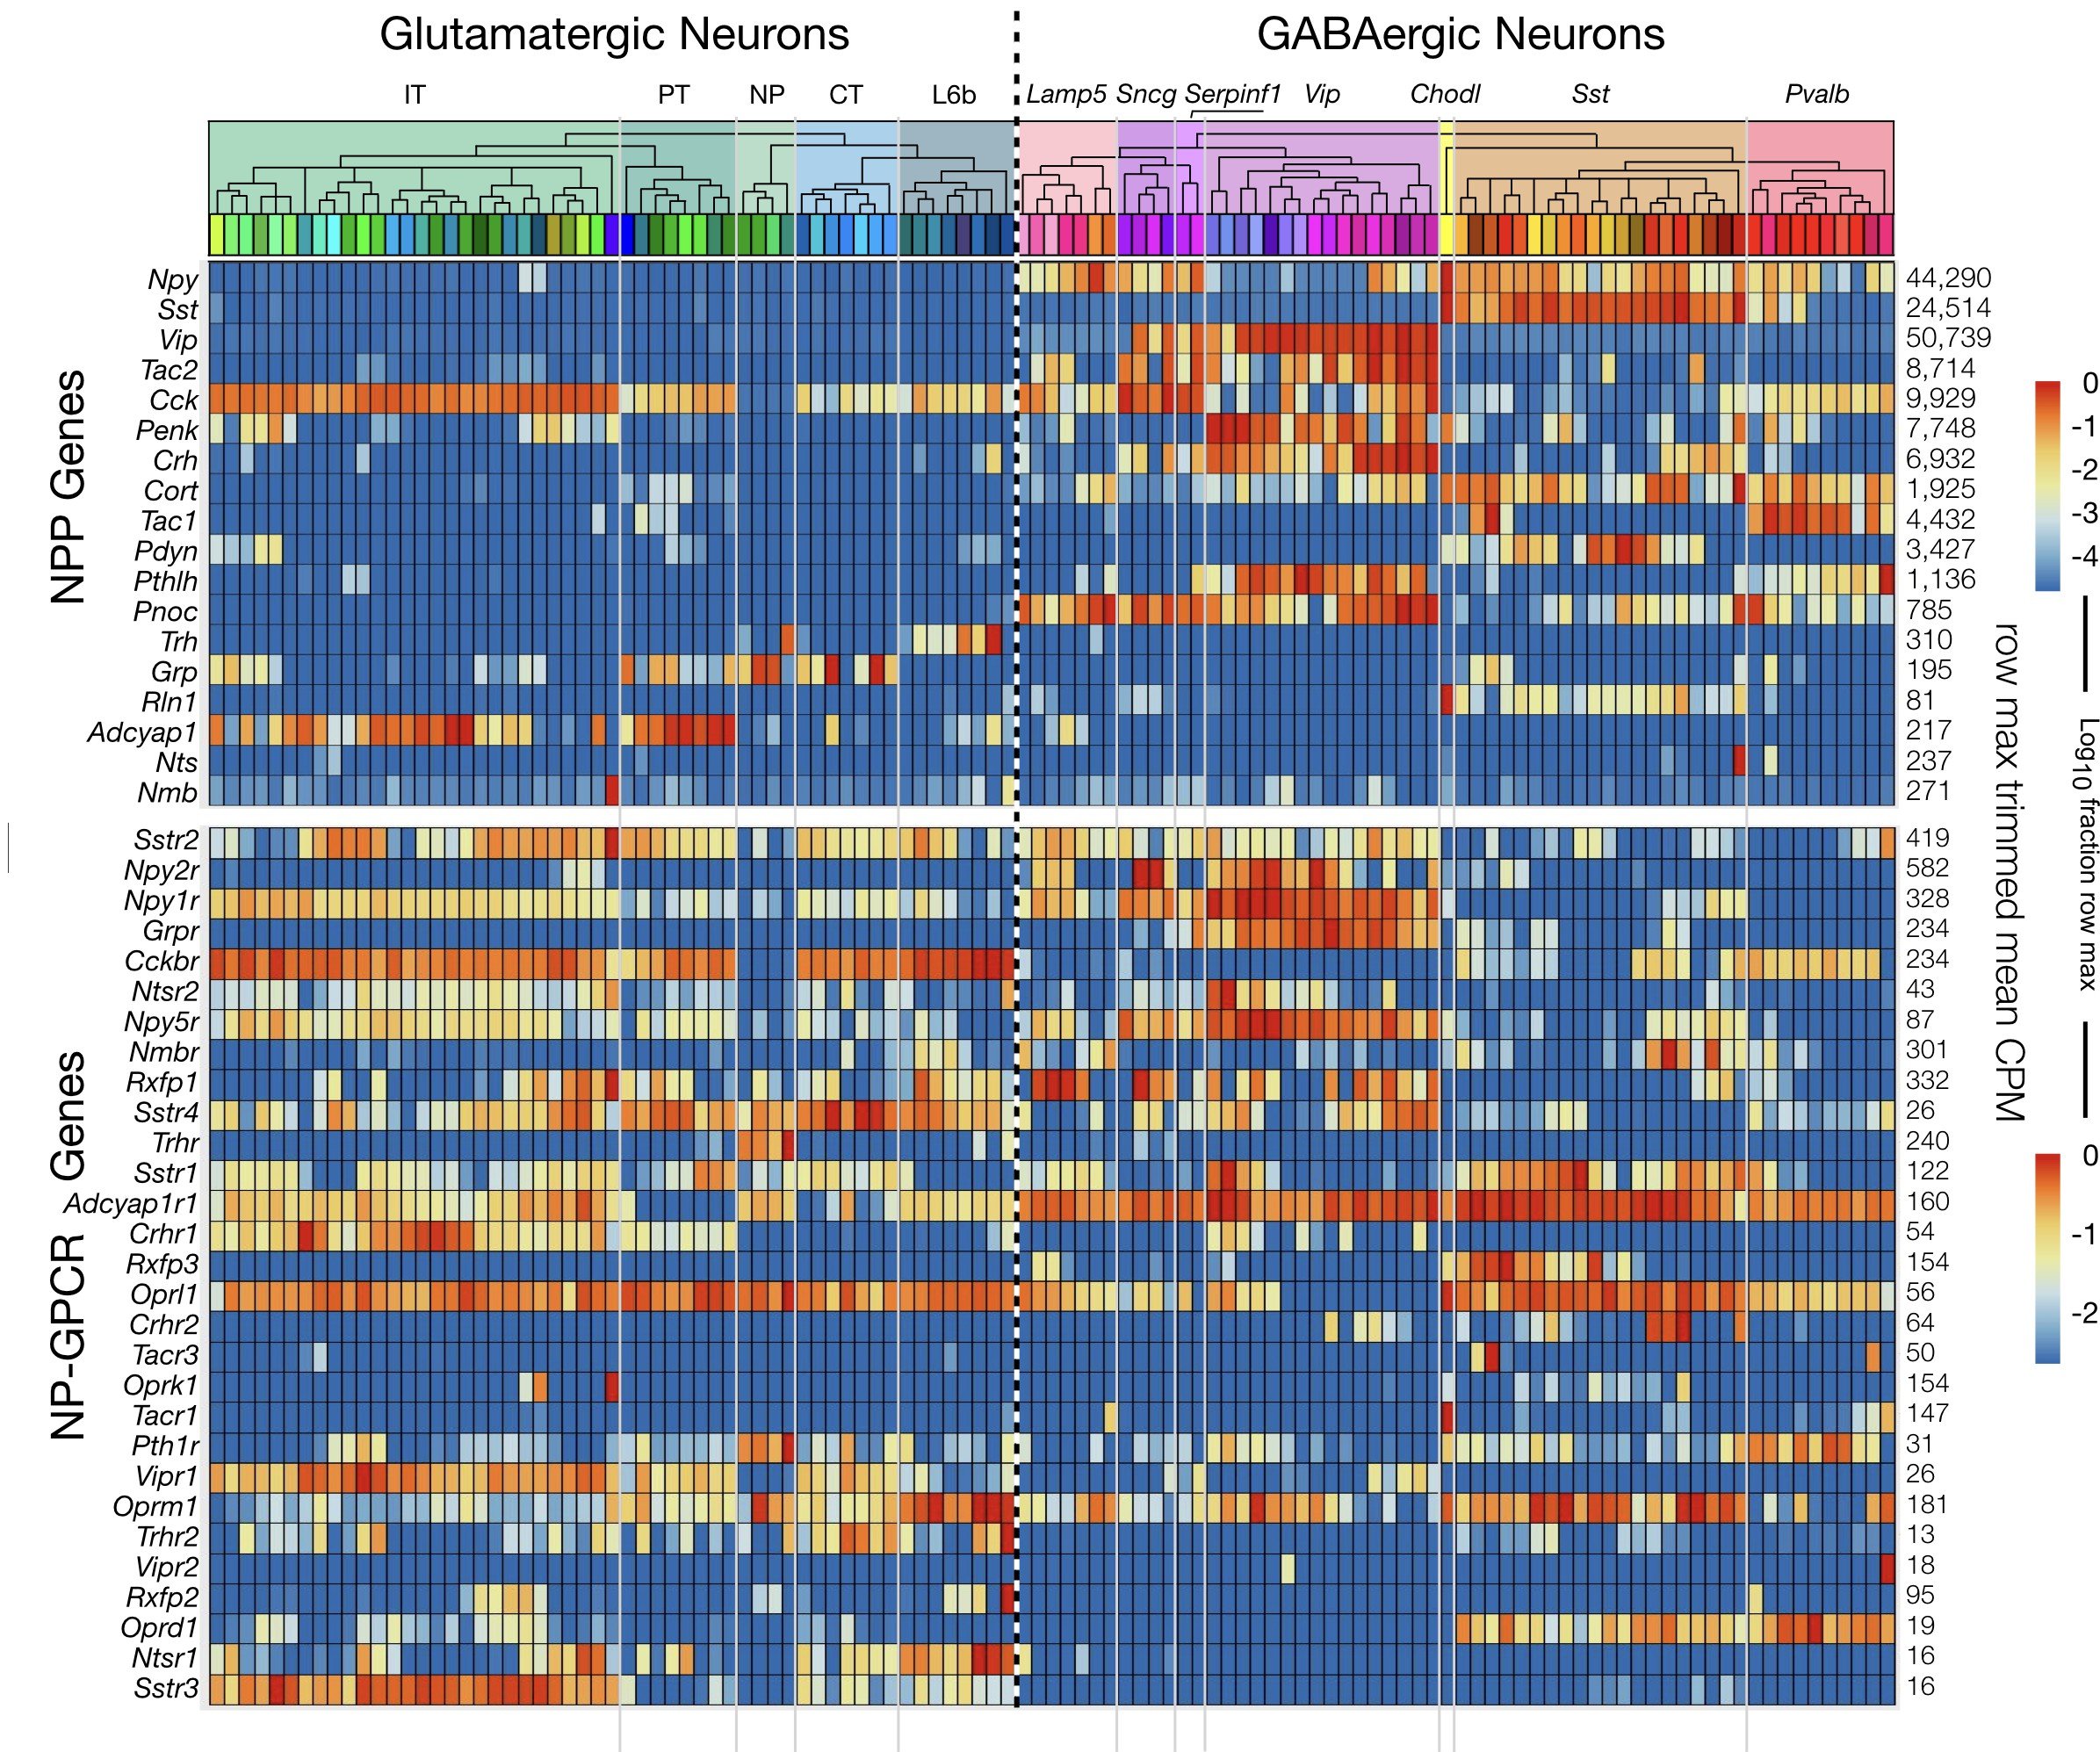 Glutamatergic Neurons GABAergic Neurons
IT PT NP CT L6b Lamp5 Sncg Serpinf1 Vip Chodl Sst Pvalb
NPP Genes
Npy 44,290
Sst 24,514
Vip 50,739
Tac2 8,714
Cck 9,929
Penk 7,748
Crh 6,932
Cort 1,925
Tac1 4,432
Pdyn 3,427
Pthlh 1,136
Pnoc 785
Trh 310
Grp 195
Rln1 81
Adcyap1 217
Nts 237
Nmb 271
NP-GPCR Genes
Sstr2 419
Npy2r 582
Npy1r 328
Grpr 234
Cckbr 234
Ntsr2 43
Npy5r 87
Nmbr 301
Rxfp1 332
Sstr4 26
Trhr 240
Sstr1 122
Adcyap1r1 160
Crhr1 54
Rxfp3 154
Oprl1 56
Crhr2 64
Tacr3 50
Oprk1 154
Tacr1 147
Pth1r 31
Vipr1 26
Oprm1 181
Trhr2 13
Vipr2 18
Rxfp2 95
Oprd1 19
Ntsr1 16
Sstr3 16
row max trimmed mean CPM
0
-1
-2
-3
-4
Log10 fraction row max
0
-1
-2